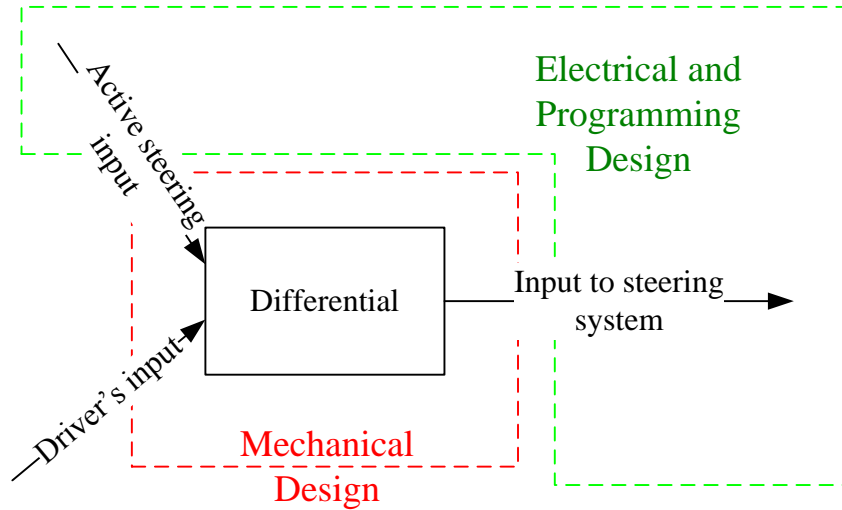 Active steering
input
Electrical and
Programming
Design
Differential
Input to steering
system
Driver’s input
Mechanical
Design